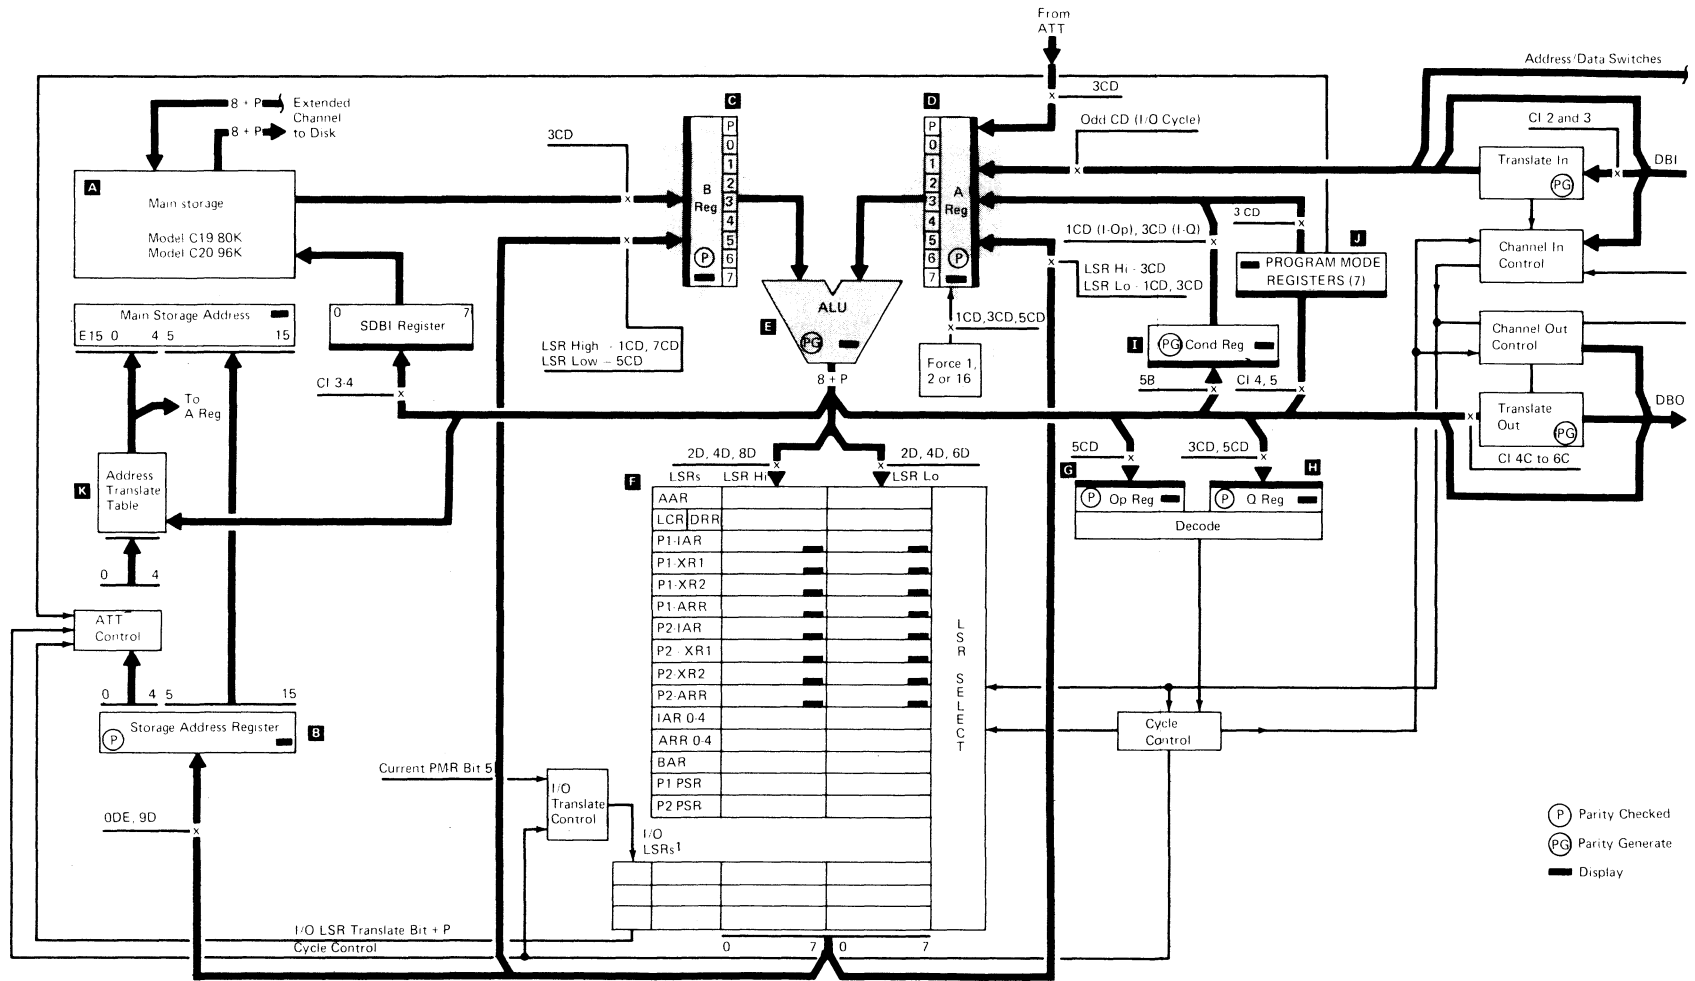 From
ATT
Address/Data Switches
3CD
C
D
8 + P
Extended
Channel
to Disk
8 + P
Odd CD (I/O Cycle)
CI 2 and 3
3CD
P
0
1
2
3
4
5
6
7
B
Reg
P
P
0
1
2
3
4
5
6
7
A
Reg
P
Translate In
PG
DBI
A
Main storage
Model C19 80K
Model C20 96K
3 CD
1CD (I-Op), 3CD (I-Q)
J
PROGRAM MODE
REGISTERS (7)
Channel In
Control
LSR Hi - 3CD
LSR Lo - 1CD, 3CD
Main Storage Address
E15 0 4 5 15
0 7
SDBI Register
ALU
E
PG
8 + P
1CD, 3CD, 5CD
Force 1,
2 or 16
LSR High - 1CD, 7CD
LSR Low - 5CD
I
PG
Cond Reg
Channel Out
Control
CI 3-4
5B
CI 4, 5
To
A Reg
Translate
Out
PG
DBO
CI 4C to 6C
K
Address
Translate
Table
2D, 4D, 8D
2D, 4D, 6D
5CD
3CD, 5CD
F
LSRs
LSR Hi
LSR Lo
G
P
Op Reg
H
P
Q Reg
Decode
AAR
LCR DRR
P1-IAR
P1-XR1
P1-XR2
P1-ARR
P2-IAR
P2-XR1
P2-XR2
P2-ARR
IAR 0-4
ARR 0-4
BAR
P1 PSR
P2 PSR
LSR SELECT
0 4
ATT
Control
0 4 5 15
P
Storage Address Register
B
Cycle
Control
Current PMR Bit 5
I/O
Translate
Control
0DE, 9D
I/O
LSRs1
P
Parity Checked
PG
Parity Generate
Display
I/O LSR Translate Bit + P
Cycle Control
0 7 0 7